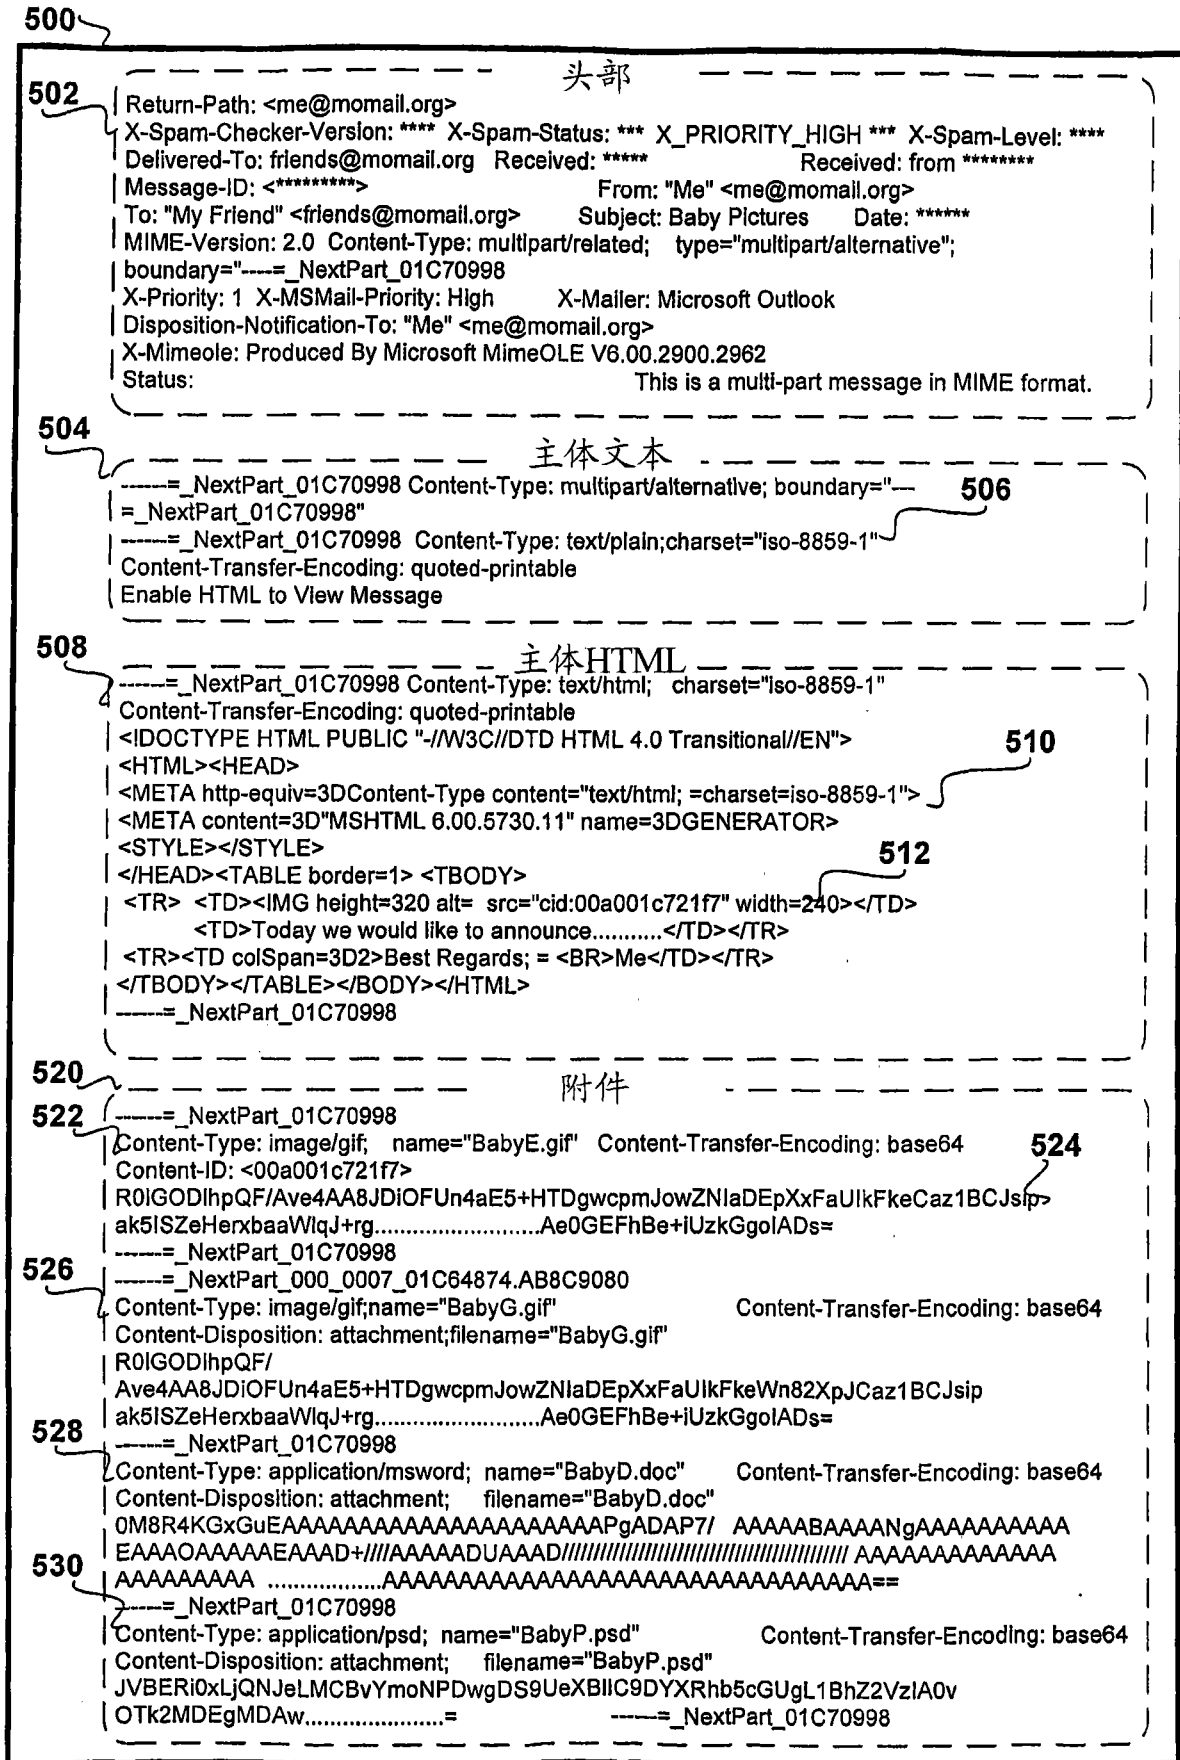 500
头部
502
Return-Path: <me@momail.org>
X-Spam-Checker-Version: **** X-Spam-Status: *** X_PRIORITY_HIGH *** X-Spam-Level: ****
Delivered-To: friends@momail.org Received: ***** Received: from ********
Message-ID: <*********> From: "Me" <me@momail.org>
To: "My Friend" <friends@momail.org> Subject: Baby Pictures Date: ******
MIME-Version: 2.0 Content-Type: multipart/related; type="multipart/alternative";
boundary="----=_NextPart_01C70998
X-Priority: 1 X-MSMail-Priority: High X-Mailer: Microsoft Outlook
Disposition-Notification-To: "Me" <me@momail.org>
X-Mimeole: Produced By Microsoft MimeOLE V6.00.2900.2962
Status: This is a multi-part message in MIME format.
504
主体文本
------=_NextPart_01C70998 Content-Type: multipart/alternative; boundary="---
506
=_NextPart_01C70998"
------=_NextPart_01C70998 Content-Type: text/plain;charset="iso-8859-1"
Content-Transfer-Encoding: quoted-printable
Enable HTML to View Message
508
主体HTML
------=_NextPart_01C70998 Content-Type: text/html; charset="iso-8859-1"
Content-Transfer-Encoding: quoted-printable
<!DOCTYPE HTML PUBLIC "-//W3C//DTD HTML 4.0 Transitional//EN">
510
<HTML><HEAD>
<META http-equiv=3DContent-Type content="text/html; =charset=iso-8859-1">
<META content=3D"MSHTML 6.00.5730.11" name=3DGENERATOR>
<STYLE></STYLE>
512
</HEAD><TABLE border=1> <TBODY>
<TR> <TD><IMG height=320 alt= src="cid:00a001c721f7" width=240></TD>
<TD>Today we would like to announce...........</TD></TR>
<TR><TD colSpan=3D2>Best Regards; = <BR>Me</TD></TR>
</TBODY></TABLE></BODY></HTML>
------=_NextPart_01C70998
520
附件
522
------=_NextPart_01C70998
Content-Type: image/gif; name="BabyE.gif" Content-Transfer-Encoding: base64
524
Content-ID: <00a001c721f7>
R0lGODlhpQF/Ave4AA8JDiOFUn4aE5+HTDgwcpmJowZNlaDEpXxFaUlkFkeCaz1BCJsip>
ak5ISZeHerxbaaWlqJ+rg..........................Ae0GEFhBe+iUzkGgolADs=
------=_NextPart_01C70998
526
------=_NextPart_000_0007_01C64874.AB8C9080
Content-Type: image/gif;name="BabyG.gif" Content-Transfer-Encoding: base64
Content-Disposition: attachment;filename="BabyG.gif"
R0lGODlhpQF/
Ave4AA8JDiOFUn4aE5+HTDgwcpmJowZNlaDEpXxFaUlkFkeWn82XpJCaz1BCJsip
ak5ISZeHerxbaaWlqJ+rg..........................Ae0GEFhBe+iUzkGgolADs=
528
------=_NextPart_01C70998
Content-Type: application/msword; name="BabyD.doc" Content-Transfer-Encoding: base64
Content-Disposition: attachment; filename="BabyD.doc"
0M8R4KGxGuEAAAAAAAAAAAAAAAAAAAAAPgADAP7/ AAAAABAAAANgAAAAAAAAAA
EAAAOAAAAAEAAAD+////AAAAADUAAAD//////////////////////////////////////////// AAAAAAAAAAAAA
530
AAAAAAAAA ..................AAAAAAAAAAAAAAAAAAAAAAAAAAAAAAAA==
------=_NextPart_01C70998
Content-Type: application/psd; name="BabyP.psd" Content-Transfer-Encoding: base64
Content-Disposition: attachment; filename="BabyP.psd"
JVBERi0xLjQNJeLMCBvYmoNPDwgDS9UeXBlIC9DYXRhb5cGUgL1BhZ2VzIA0v
OTk2MDEgMDAw......................= ------=_NextPart_01C70998